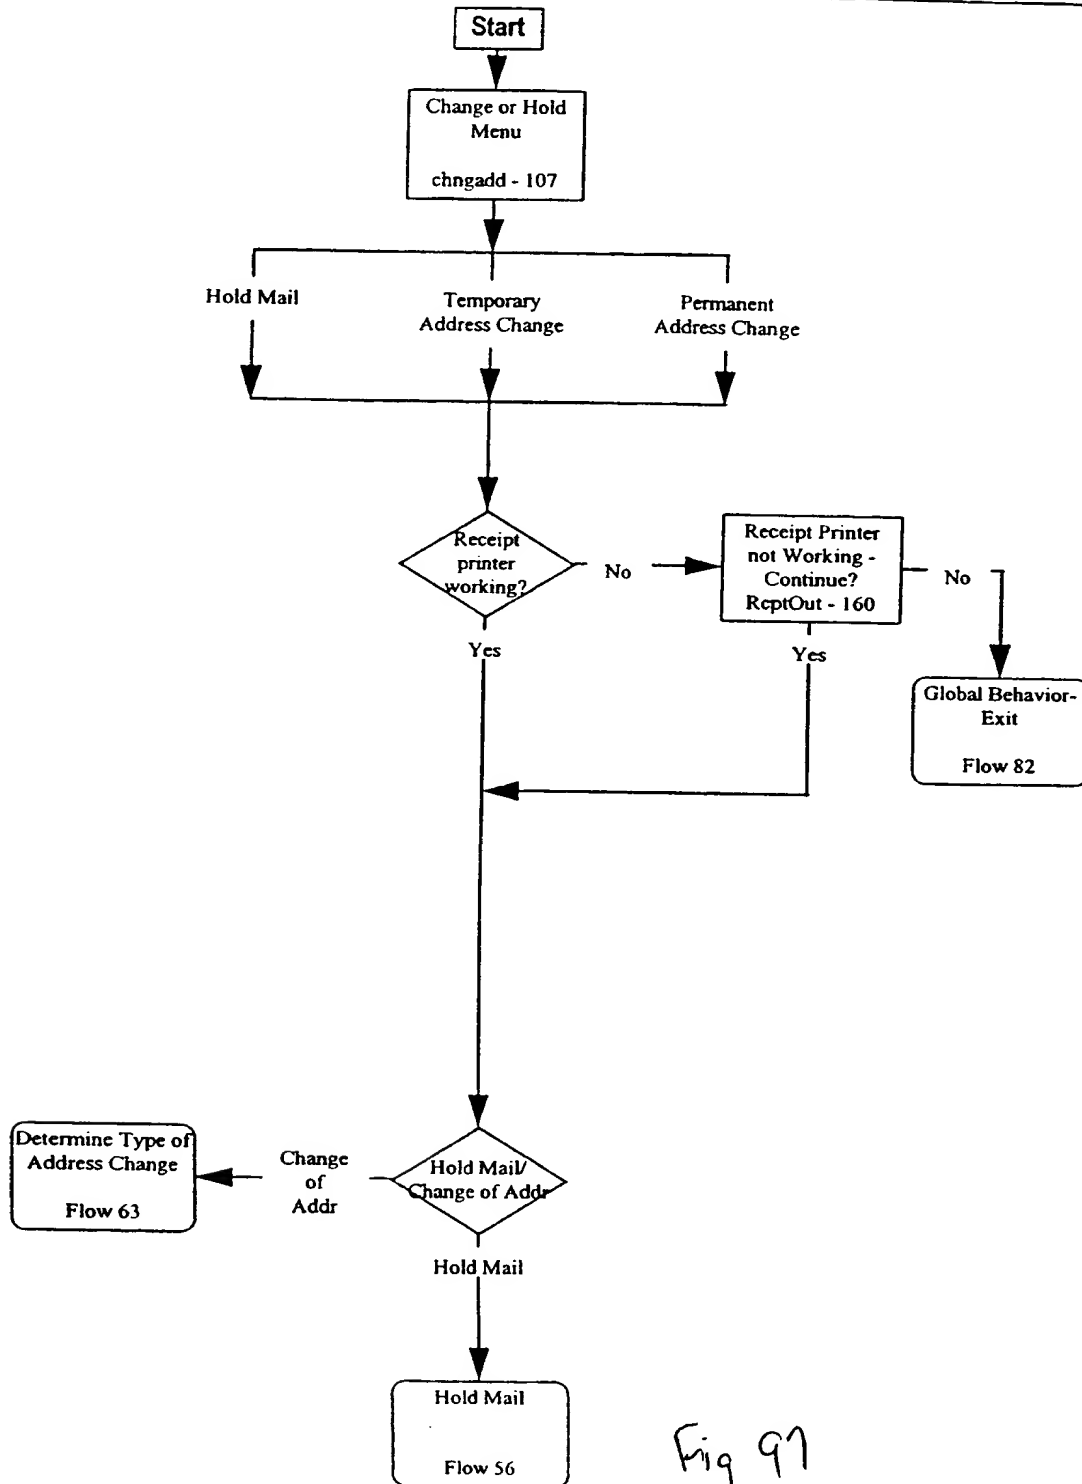 Start
Change or Hold
Menu
chngadd - 107
Hold Mail
Temporary
Address Change
Permanent
Address Change
Receipt
printer
working?
No
Receipt Printer
not Working -
Continue?
RcptOut - 160
No
Yes
Yes
Global Behavior-
Exit
Flow 82
Determine Type of
Address Change
Flow 63
Change
of
Addr
Hold Mail/
Change of Addr
Hold Mail
Hold Mail
Flow 56
Fig 97